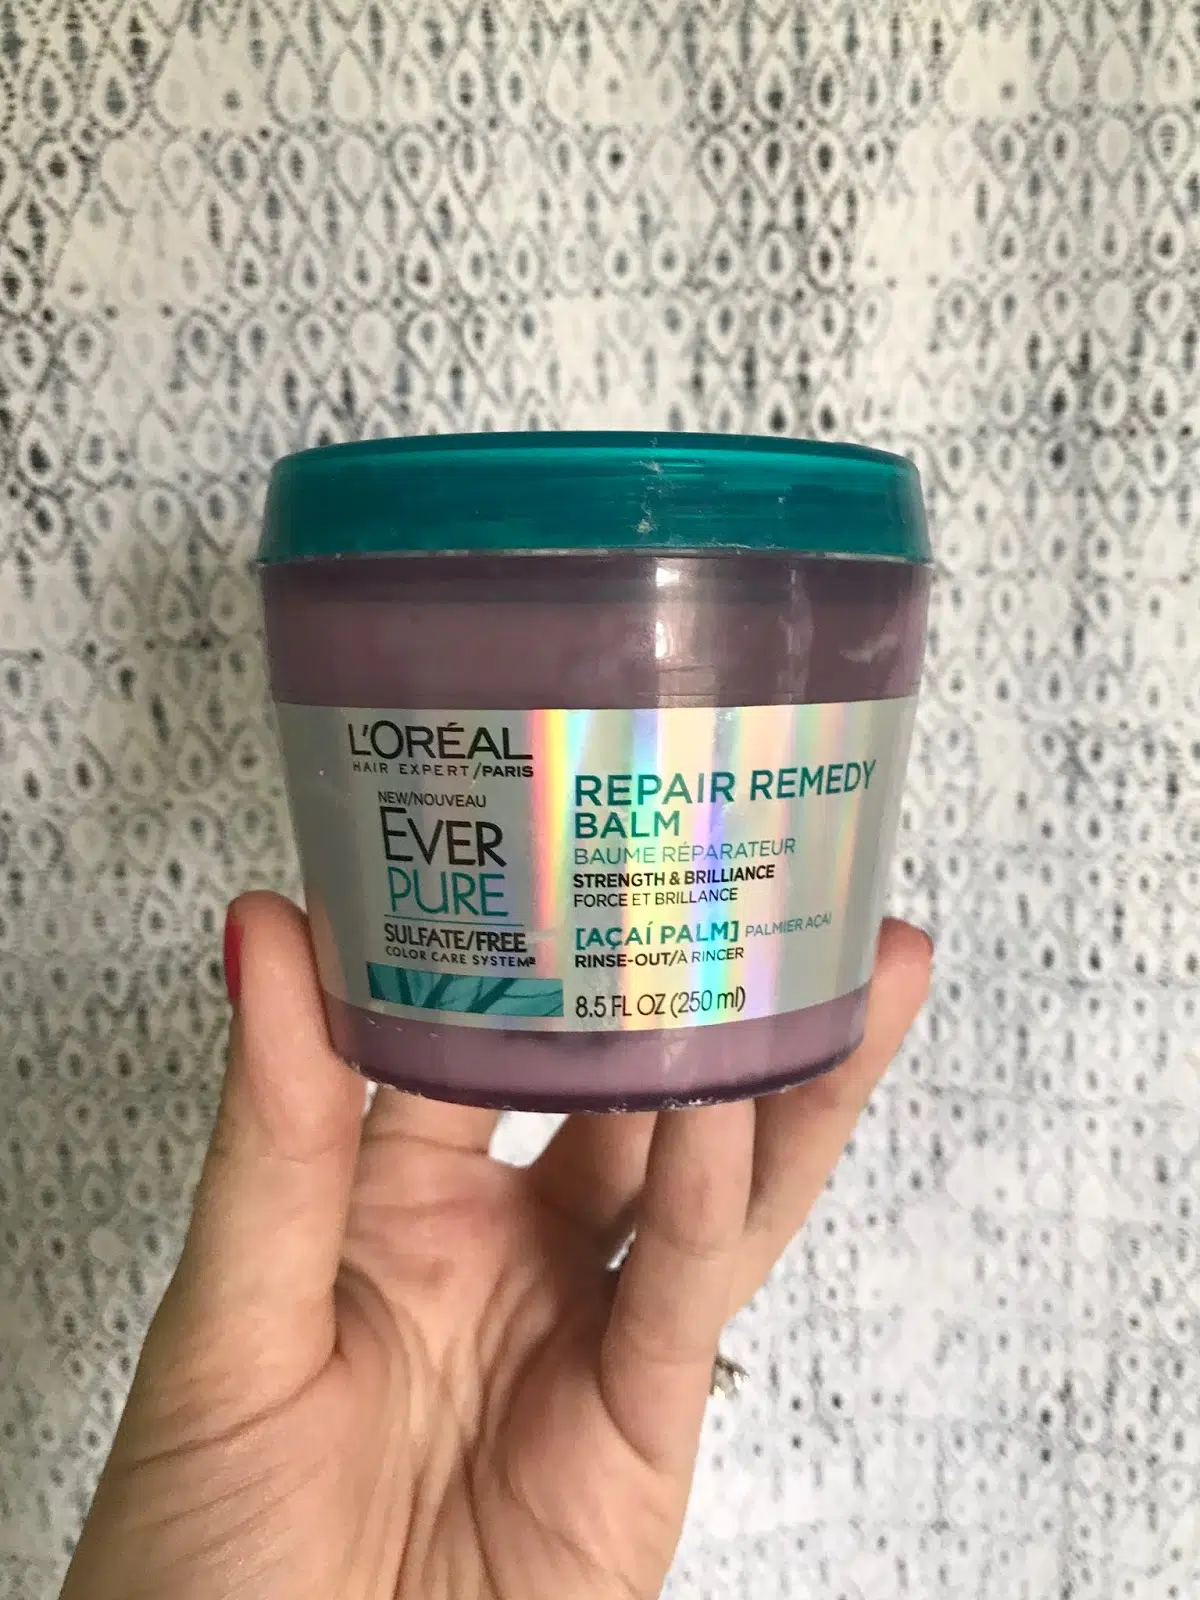 L'ORÉAL
HAIR EXPERT/PARIS
NEW/NOUVEAU
EVER
PURE
SULFATE/FREE
COLOR CARE SYSTEM
REPAIR REMEDY
BALM
BAUME RÉPARATEUR
STRENGTH & BRILLIANCE
FORCE ET BRILLANCE
[AÇAÍ PALM] PALMIER AÇAI
RINSE-OUT/À RINCER
8.5 FL OZ (250 ml)